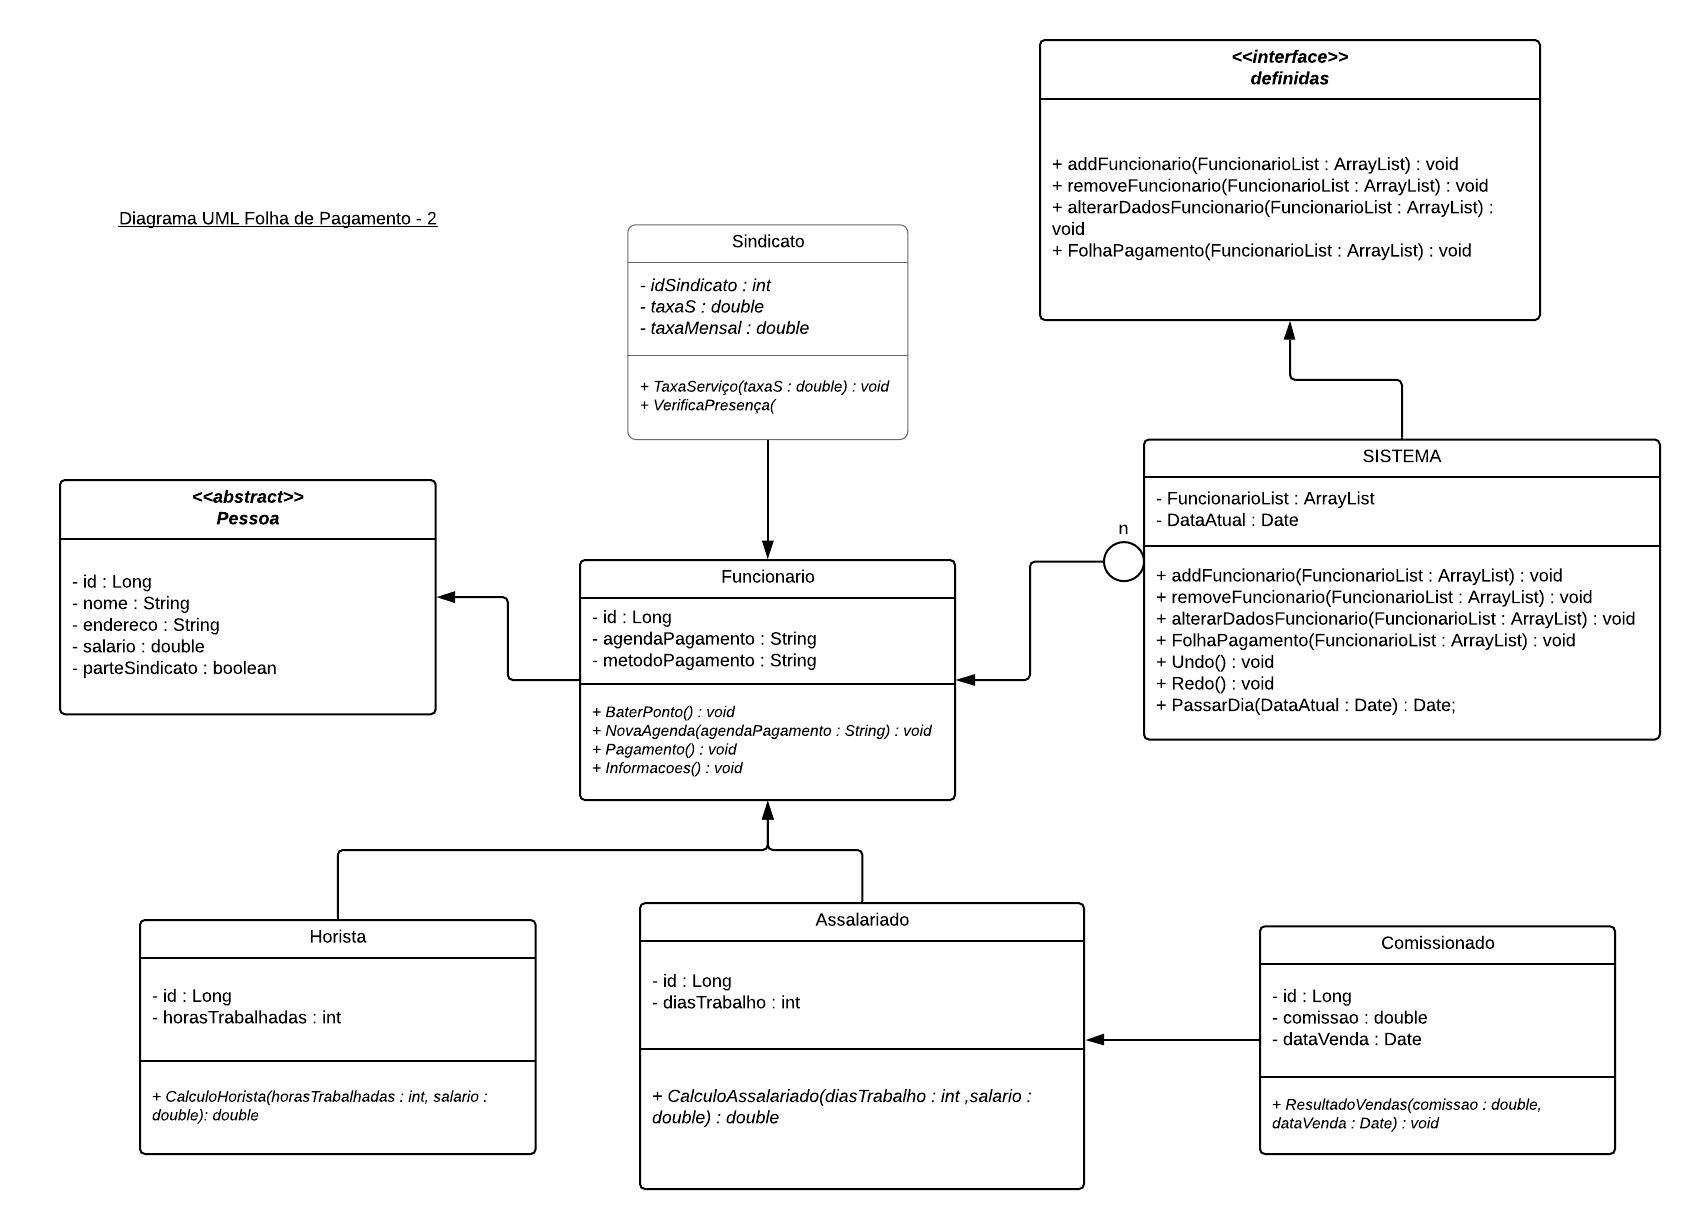 Diagrama UML Folha de Pagamento - 2
<<interface>>
definidas
+ addFuncionario(FuncionarioList : ArrayList) : void
+ removeFuncionario(FuncionarioList : ArrayList) : void
+ alterarDadosFuncionario(FuncionarioList : ArrayList) :
void
+ FolhaPagamento(FuncionarioList : ArrayList) : void
Sindicato
- idSindicato : int
- taxaS : double
- taxaMensal : double
+ TaxaServiço(taxaS : double) : void
+ VerificaPresença(
<<abstract>>
Pessoa
- id : Long
- nome : String
- endereco : String
- salario : double
- parteSindicato : boolean
Funcionario
- id : Long
- agendaPagamento : String
- metodoPagamento : String
+ BaterPonto() : void
+ NovaAgenda(agendaPagamento : String) : void
+ Pagamento() : void
+ Informacoes() : void
n
SISTEMA
- FuncionarioList : ArrayList
- DataAtual : Date
+ addFuncionario(FuncionarioList : ArrayList) : void
+ removeFuncionario(FuncionarioList : ArrayList) : void
+ alterarDadosFuncionario(FuncionarioList : ArrayList) : void
+ FolhaPagamento(FuncionarioList : ArrayList) : void
+ Undo() : void
+ Redo() : void
+ PassarDia(DataAtual : Date) : Date;
Horista
- id : Long
- horasTrabalhadas : int
+ CalculoHorista(horasTrabalhadas : int, salario :
double): double
Assalariado
- id : Long
- diasTrabalho : int
+ CalculoAssalariado(diasTrabalho : int ,salario :
double) : double
Comissionado
- id : Long
- comissao : double
- dataVenda : Date
+ ResultadoVendas(comissao : double,
dataVenda : Date) : void